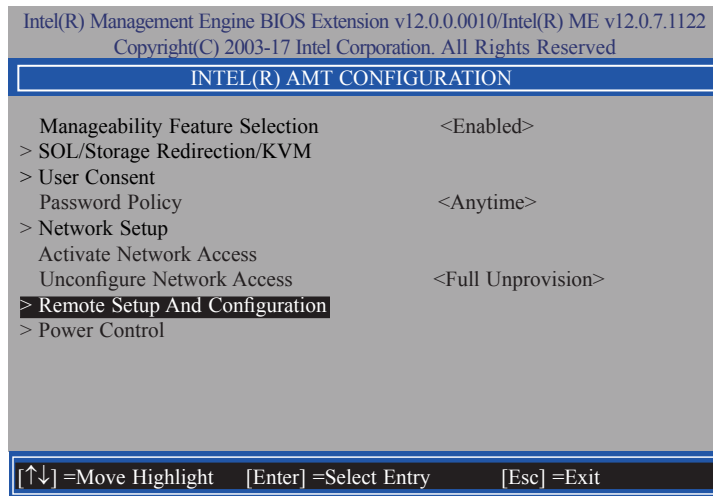 Intel(R) Management Engine BIOS Extension v12.0.0.0010/Intel(R) ME v12.0.7.1122
Copyright(C) 2003-17 Intel Corporation. All Rights Reserved
INTEL(R) AMT CONFIGURATION
Manageability Feature Selection <Enabled>
> SOL/Storage Redirection/KVM
> User Consent
Password Policy <Anytime>
> Network Setup
Activate Network Access
Unconfigure Network Access <Full Unprovision>
> Remote Setup And Configuration
> Power Control
[↑↓] =Move Highlight [Enter] =Select Entry [Esc] =Exit